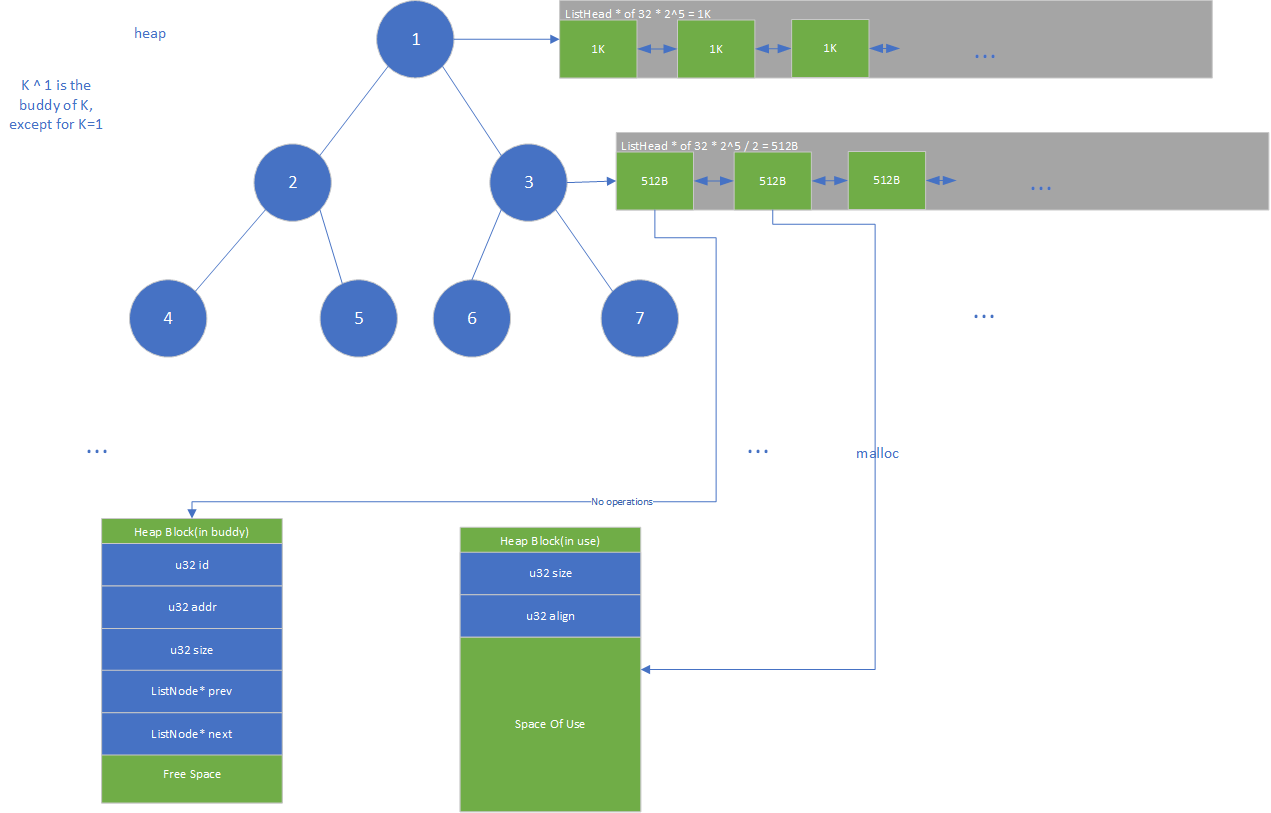 heap
K ^ 1 is the
buddy of K,
except for K=1
1
ListHead * of 32 * 2^5 = 1K
1K
1K
1K
...
2
3
ListHead * of 32 * 2^5 / 2 = 512B
512B
512B
512B
...
4
5
6
7
...
...
...
malloc
No operations
Heap Block(in buddy)
u32 id
u32 addr
u32 size
ListNode* prev
ListNode* next
Free Space
Heap Block(in use)
u32 size
u32 align
Space Of Use